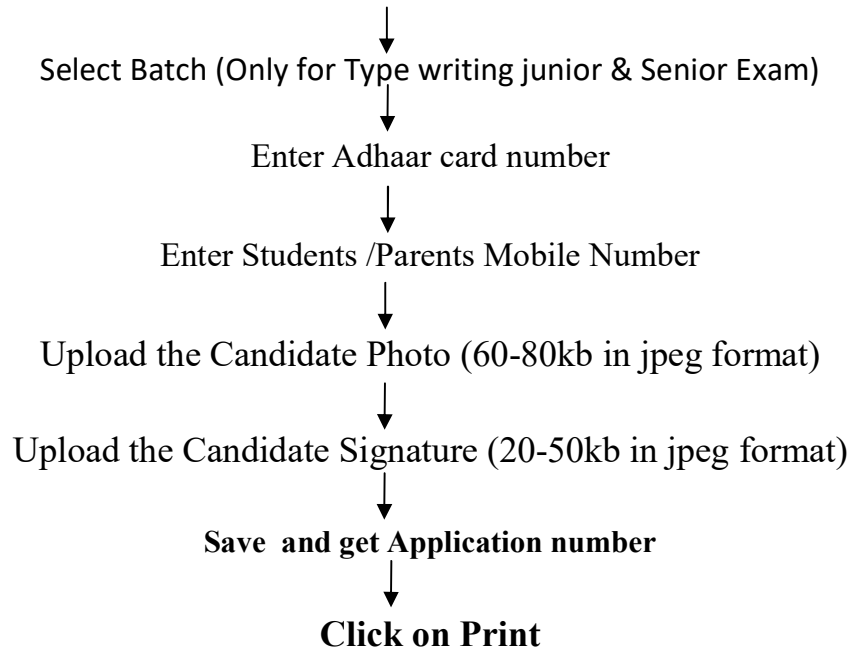 Select Batch (Only for Type writing junior & Senior Exam)
Enter Adhaar card number
Enter Students /Parents Mobile Number
Upload the Candidate Photo (60-80kb in jpeg format)
Upload the Candidate Signature (20-50kb in jpeg format)
Save and get Application number
Click on Print